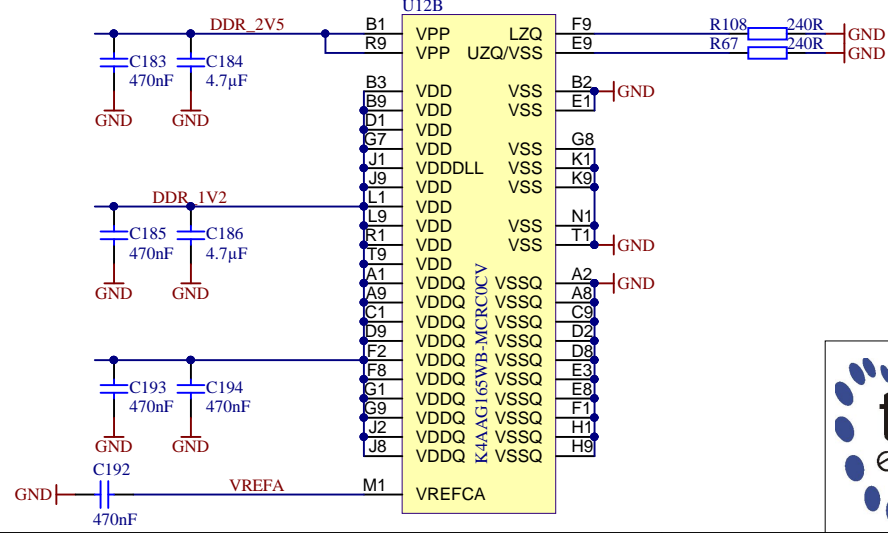 U12B
DDR_2V5
B1
VPP
LZQ
F9
R108
240R
GND
R9
VPP
UZQ/VSS
E9
R67
240R
GND
C183
470nF
C184
4.7µF
GND
GND
B3
VDD
VSS
B2
GND
B9
VDD
VSS
E1
D1
VDD
G7
VDD
VSS
G8
J1
VDDDLL
VSS
K1
J9
VDD
VSS
K9
DDR_1V2
L1
VDD
L9
VDD
VSS
N1
R1
VDD
VSS
T1
GND
T9
VDD
C185
470nF
C186
4.7µF
GND
GND
A1
VDDQ
VSSQ
A2
GND
A9
VDDQ
VSSQ
A8
C1
VDDQ
VSSQ
C9
D9
VDDQ
VSSQ
D2
F2
VDDQ
VSSQ
D8
F8
VDDQ
VSSQ
E3
G1
VDDQ
VSSQ
E8
G9
VDDQ
VSSQ
F1
J2
VDDQ
VSSQ
H1
J8
VDDQ
VSSQ
H9
K4AAG165WB-MCRC0CV
C193
470nF
C194
470nF
GND
GND
C192
GND
470nF
VREFA
M1
VREFCA